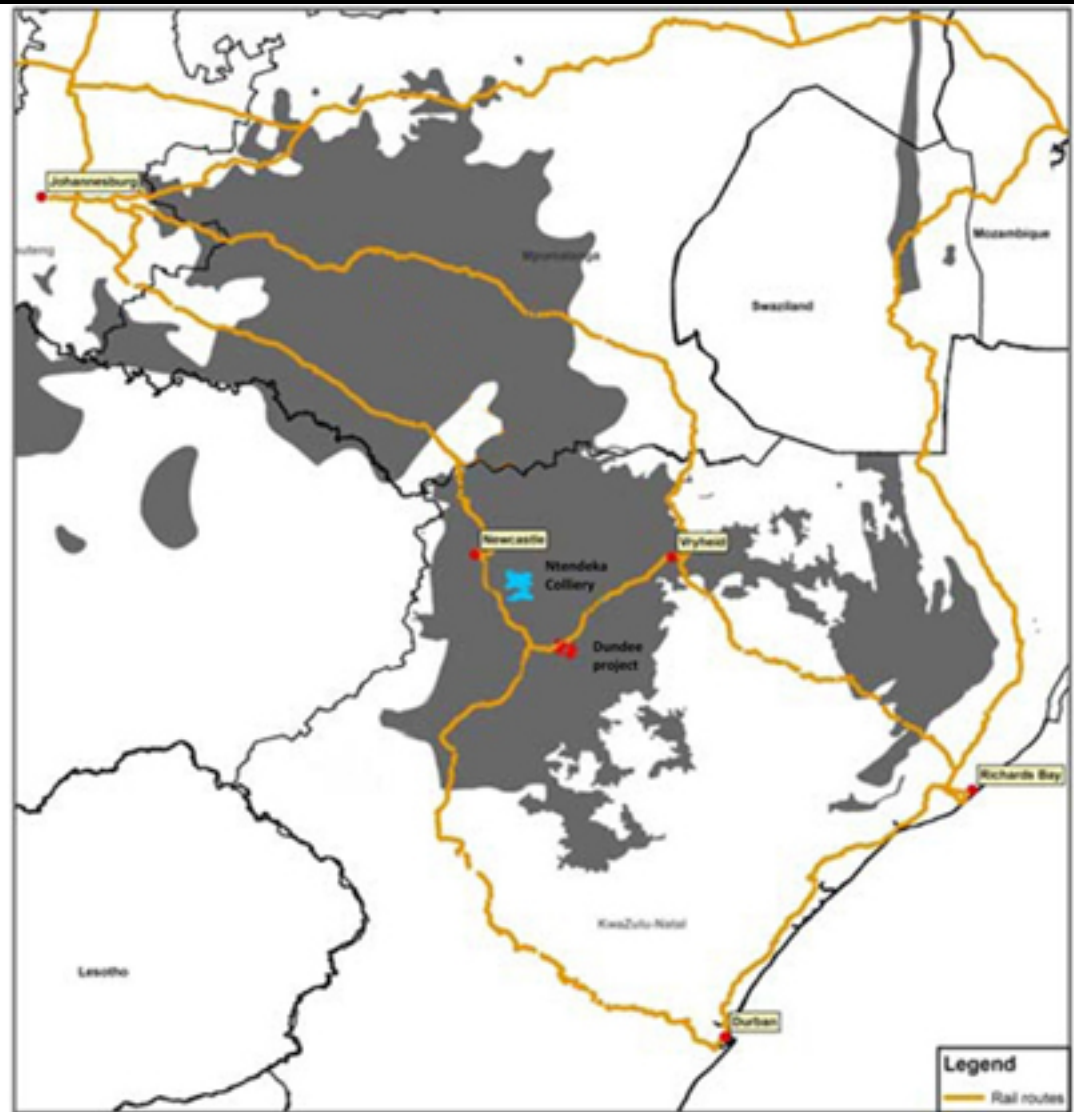 Johannesburg
auteng
Mpumalanga
Mozambique
Swaziland
Newcastle
Vryheid
Ntendeka
Colliery
Dundee
project
Richards Bay
KwaZulu-Natal
Lesotho
Durban
Legend
Rail routes